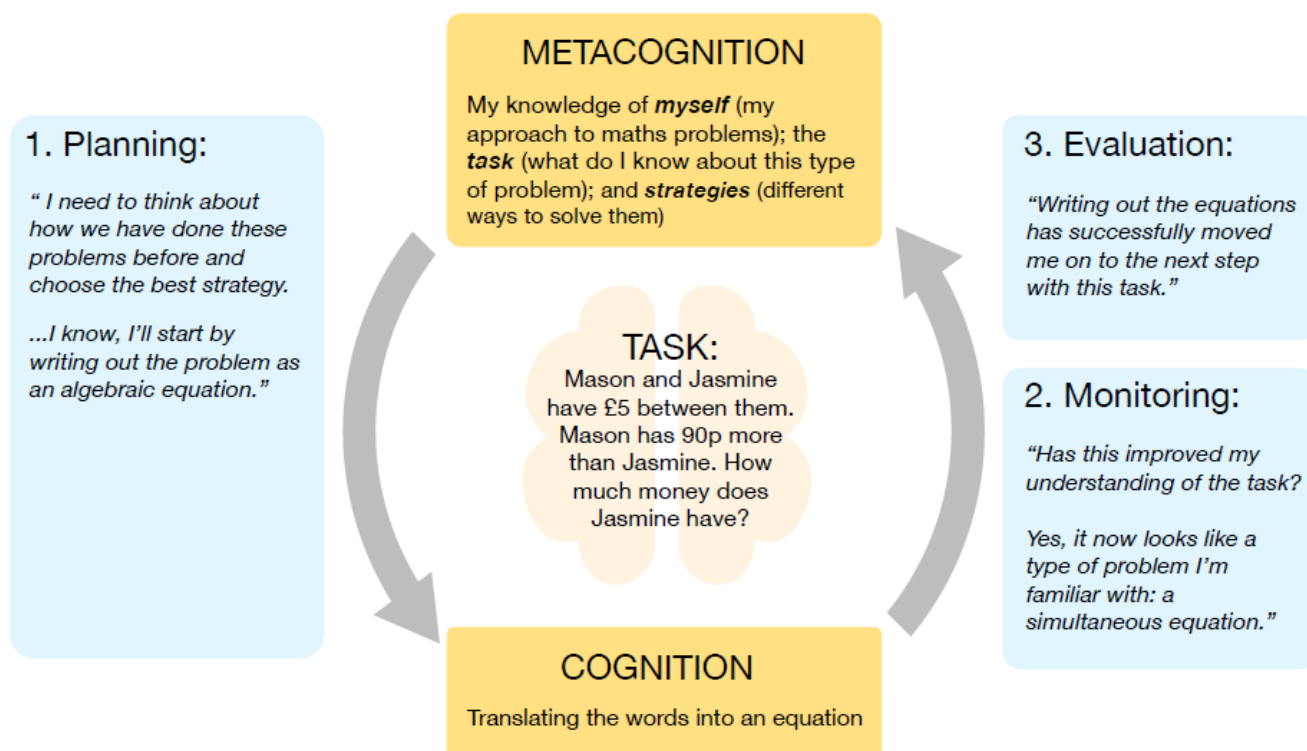 METACOGNITION
My knowledge of myself (my
approach to maths problems); the
task (what do I know about this type
of problem); and strategies (different
ways to solve them)
1. Planning:
“ I need to think about
how we have done these
problems before and
choose the best strategy.
...I know, I’ll start by
writing out the problem as
an algebraic equation.”
TASK:
Mason and Jasmine
have £5 between them.
Mason has 90p more
than Jasmine. How
much money does
Jasmine have?
3. Evaluation:
“Writing out the equations
has successfully moved
me on to the next step
with this task.”
2. Monitoring:
“Has this improved my
understanding of the task?
Yes, it now looks like a
type of problem I’m
familiar with: a
simultaneous equation.”
COGNITION
Translating the words into an equation